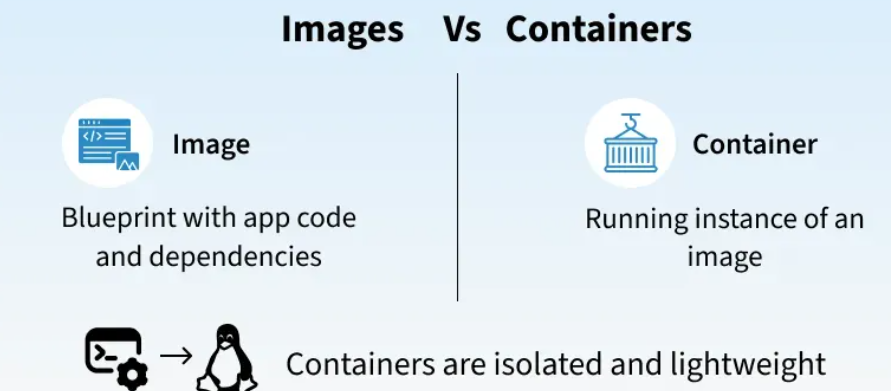 Images Vs Containers
Image
Blueprint with app code
and dependencies
Container
Running instance of an
image
Containers are isolated and lightweight